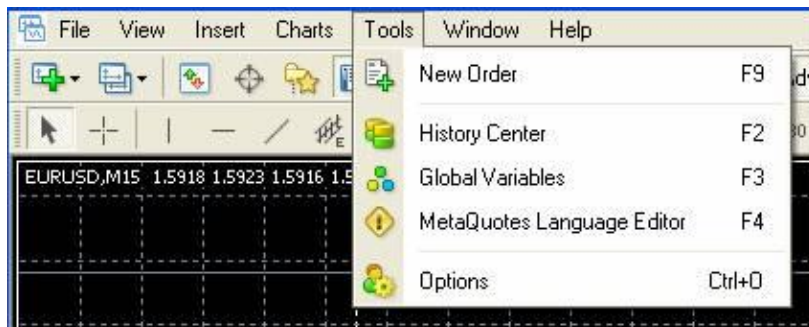 File View Insert Charts Tools Window Help
New Order F9
History Center F2
Global Variables F3
MetaQuotes Language Editor F4
Options Ctrl+O
E
EURUSD,M15 1.5918 1.5923 1.5916